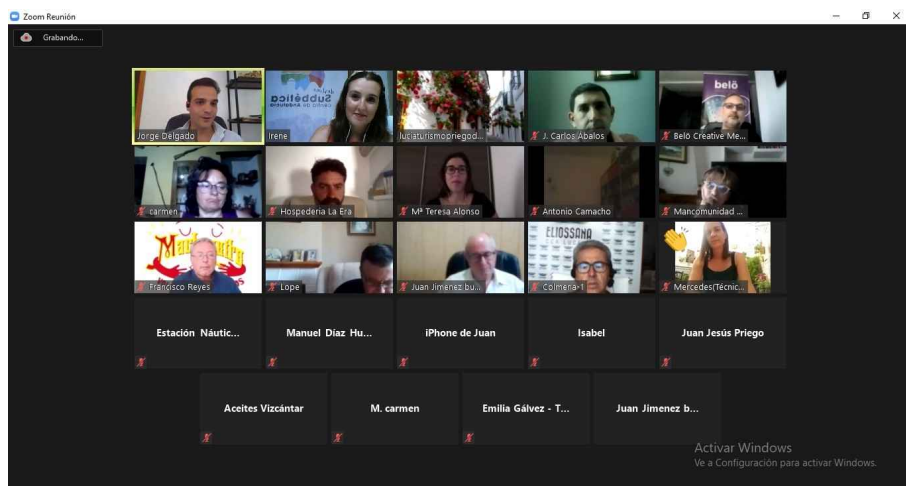 Zoom Reunión
Grabando...
belö
Subbética
Jorge Delgado
Irene
luciaturismopriegod...
J. Carlos Ábalos
Belö Creative Me...
carmen
Hospederia La Era
Mª Teresa Alonso
Antonio Camacho
Mancomunidad ...
ELIOSSANA
Francisco Reyes
Lope
Juan Jimenez bu...
Colmena-1
Mercedes(Técnic...
Estación Náutic...
Manuel Díaz Hu...
iPhone de Juan
Isabel
Juan Jesús Priego
Aceites Vizcántar
M. carmen
Emilia Gálvez - T...
Juan Jimenez b...
Activar Windows
Ve a Configuración para activar Windows.